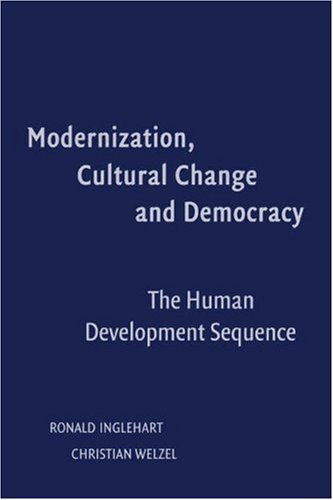 Modernization,
Cultural Change
and Democracy
The Human
Development Sequence
RONALD INGLEHART
CHRISTIAN WELZEL